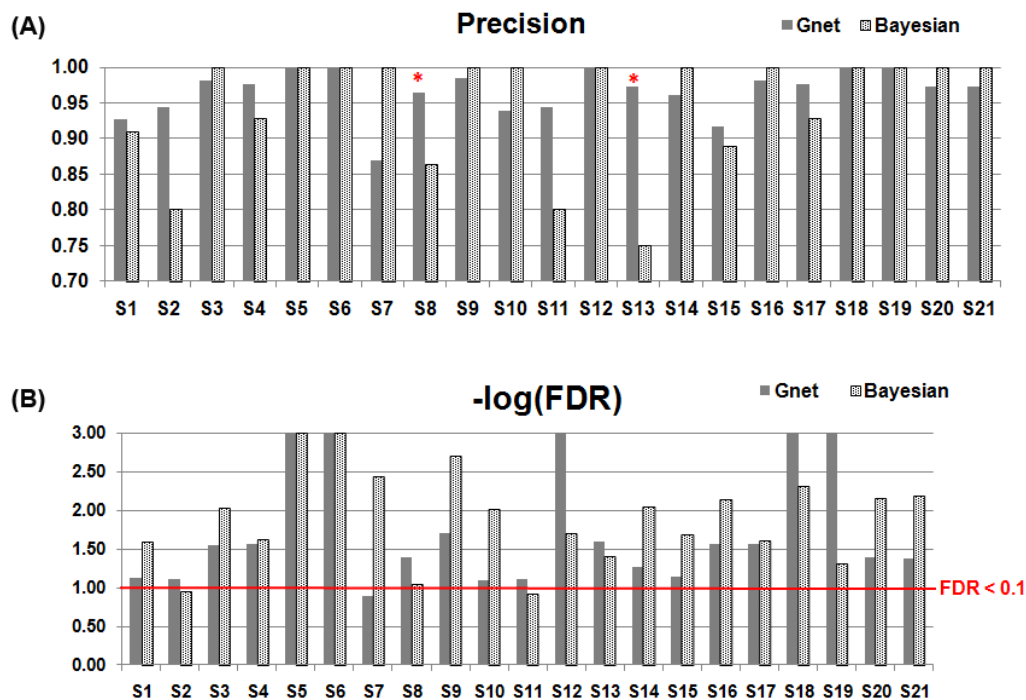 (A)
Precision
Gnet Bayesian
1.00
*
*
0.95
0.90
0.85
0.80
0.75
0.70
S1 S2 S3 S4 S5 S6 S7 S8 S9 S10 S11 S12 S13 S14 S15 S16 S17 S18 S19 S20 S21
(B)
-log(FDR)
Gnet Bayesian
3.00
2.50
2.00
1.50
1.00
FDR < 0.1
0.50
0.00
S1 S2 S3 S4 S5 S6 S7 S8 S9 S10 S11 S12 S13 S14 S15 S16 S17 S18 S19 S20 S21